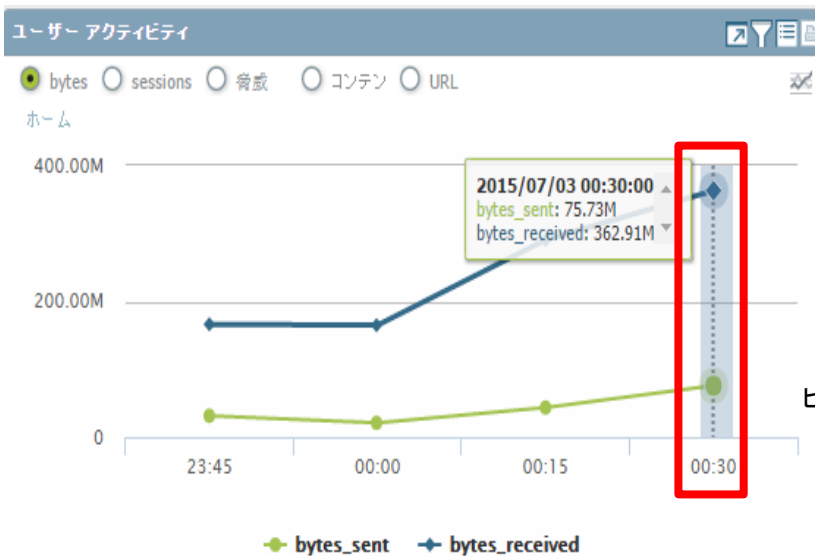 ユーザー アクティビティ
bytes sessions 脅威 コンテン URL
ホーム
400.00M
2015/07/03 00:30:00
bytes_sent: 75.73M
bytes_received: 362.91M
200.00M
0
23:45 00:00 00:15 00:30
bytes_sent bytes_received